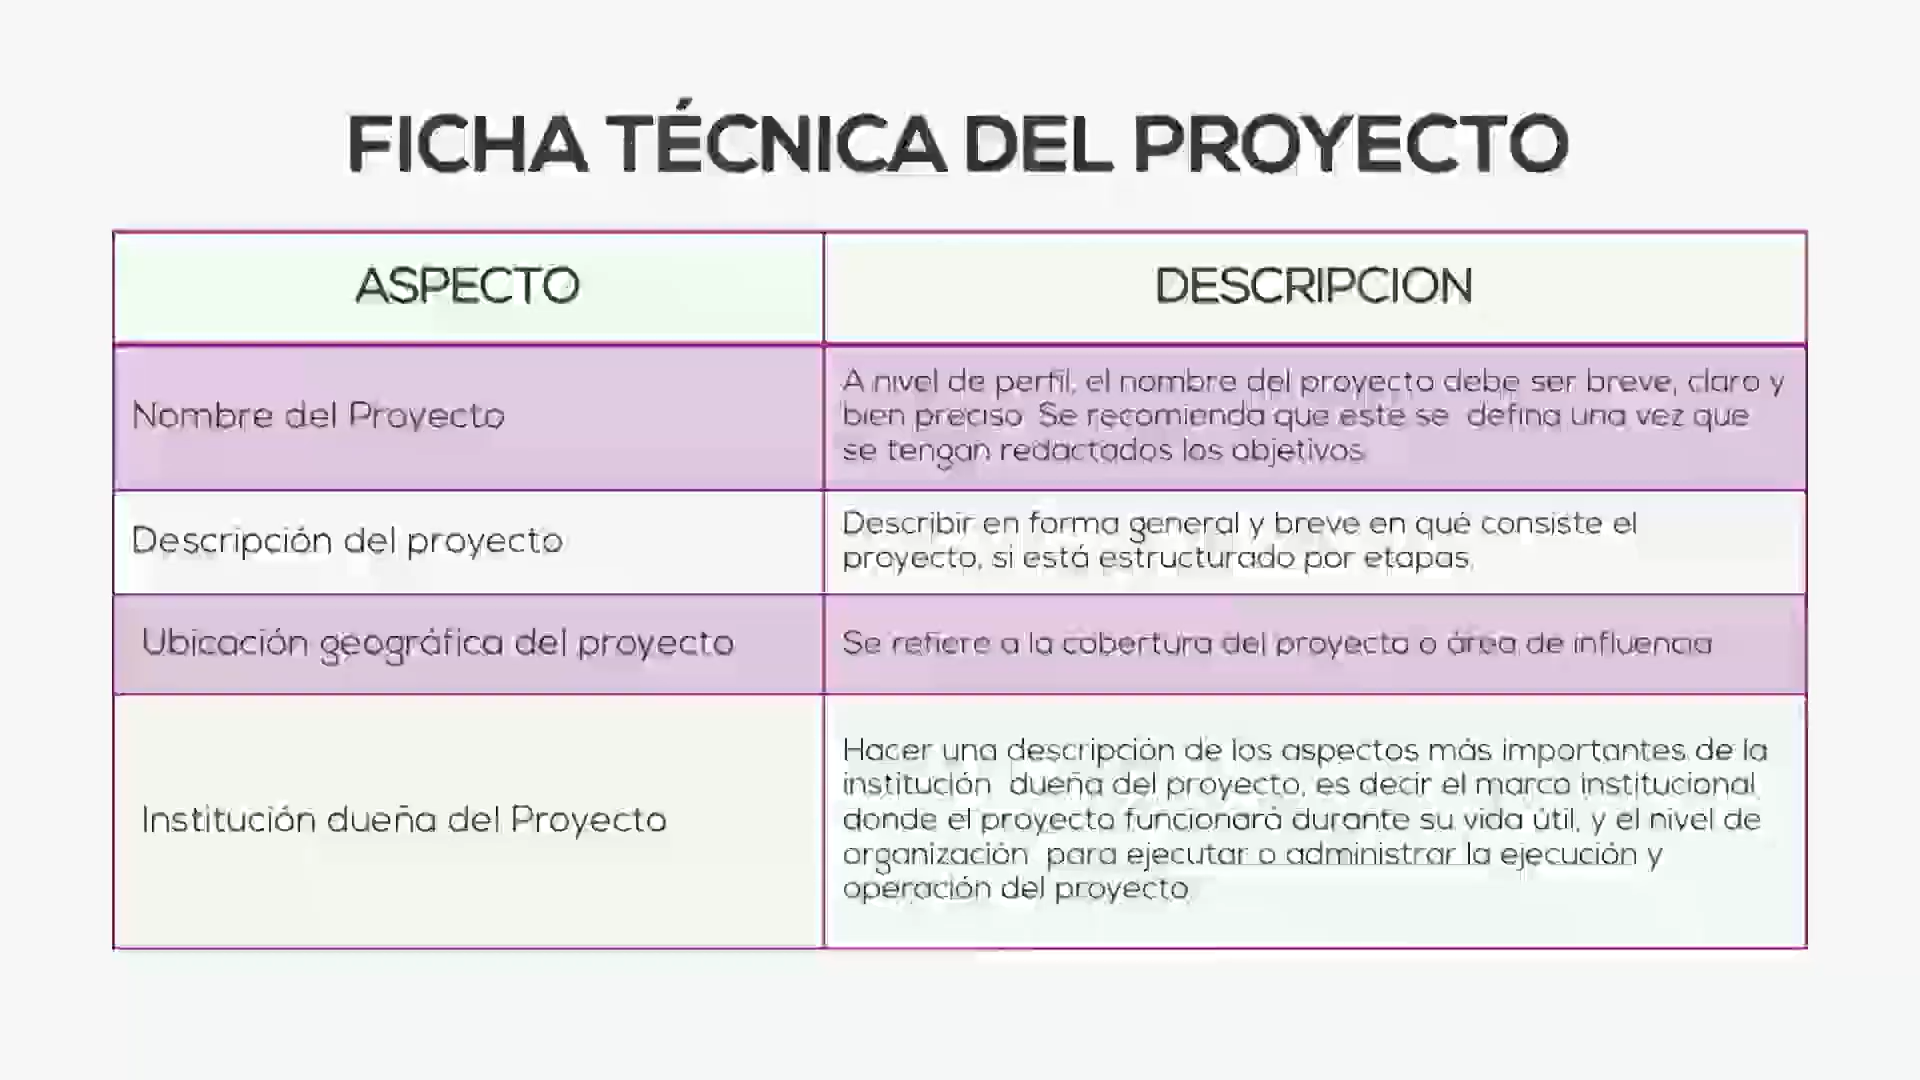 FICHA TÉCNICA DEL PROYECTO
ASPECTO
DESCRIPCION
Nombre del Proyecto
A nivel de perfil, el nombre del proyecto debe ser breve, claro y
bien preciso Se recomienda que este se defina una vez que
se tengan redactados los objetivos
Descripción del proyecto
Describir en forma general y breve en qué consiste el
proyecto, si está estructurado por etapas,
Ubicación geográfica del proyecto
Se refiere a la cobertura del proyecto o área de influencia
Institución dueña del Proyecto
Hacer una descripción de los aspectos más importantes de la
institución dueña del proyecto, es decir el marco institucional
donde el proyecto funcionará durante su vida útil, y el nivel de
organización para ejecutar o administrar la ejecución y
operación del proyecto